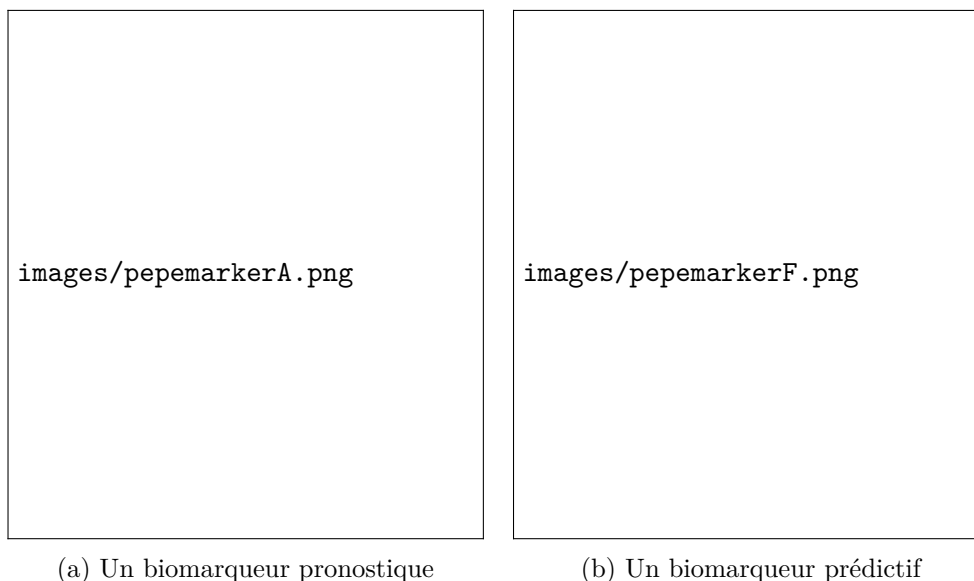 images/pepemarkerA.png
images/pepemarkerF.png
(a) Un biomarqueur pronostique
(b) Un biomarqueur prédictif